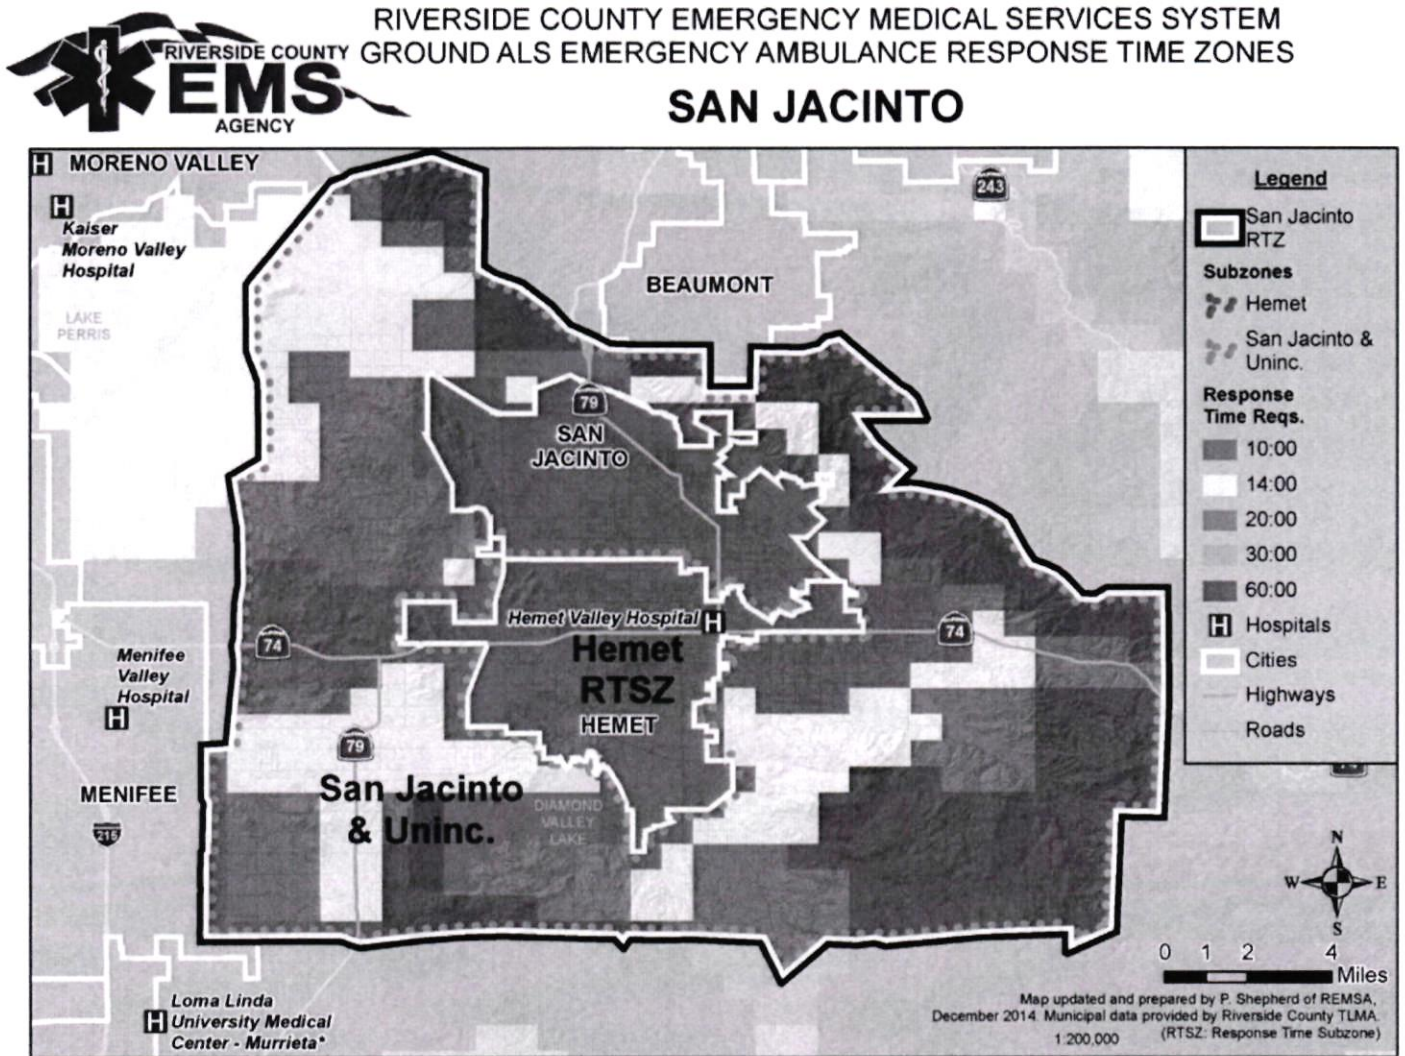 RIVERSIDE COUNTY EMERGENCY MEDICAL SERVICES SYSTEM
GROUND ALS EMERGENCY AMBULANCE RESPONSE TIME ZONES
SAN JACINTO
RIVERSIDE COUNTY
EMS
AGENCY
MORENO VALLEY
H
H
Kaiser
Moreno Valley
Hospital
LAKE
PERRIS
BEAUMONT
243
79
SAN
JACINTO
Hemet Valley Hospital H
74
74
Hemet
RTSZ
HEMET
Menifee
Valley
Hospital
H
79
San Jacinto
& Uninc.
DIAMOND
VALLEY
LAKE
MENIFEE
215
Loma Linda
H University Medical
Center - Murrieta*
Legend
San Jacinto
RTZ
Subzones
Hemet
San Jacinto &
Uninc.
Response
Time Reqs.
10:00
14:00
20:00
30:00
60:00
H Hospitals
Cities
Highways
Roads
N
W E
S
0 1 2 4
Miles
Map updated and prepared by P. Shepherd of REMSA,
December 2014. Municipal data provided by Riverside County TLMA.
1:200,000 (RTSZ: Response Time Subzone)